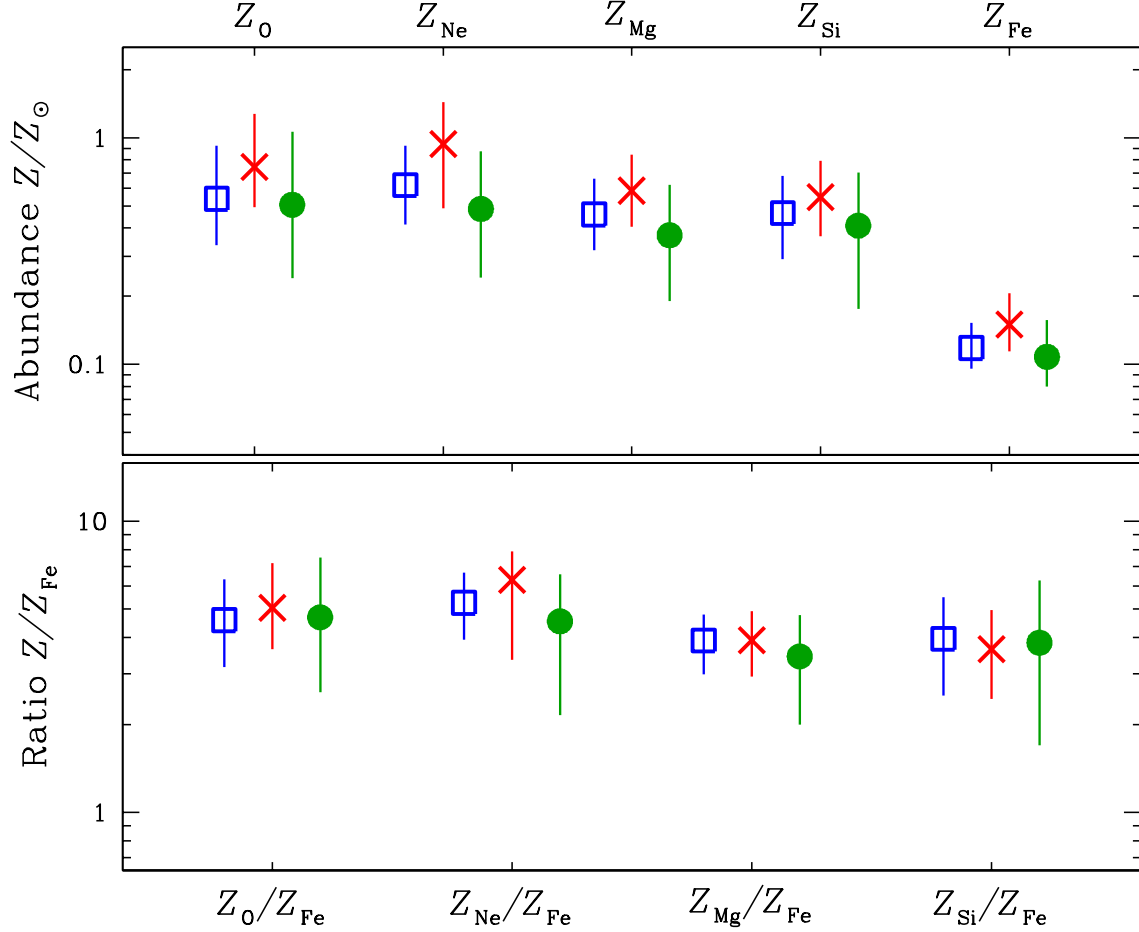 Z_O Z_Ne Z_Mg Z_Si Z_Fe
Abundance Z/Z_⊙
1
0.1
Ratio Z/Z_Fe
10
1
Z_O/Z_Fe Z_Ne/Z_Fe Z_Mg/Z_Fe Z_Si/Z_Fe